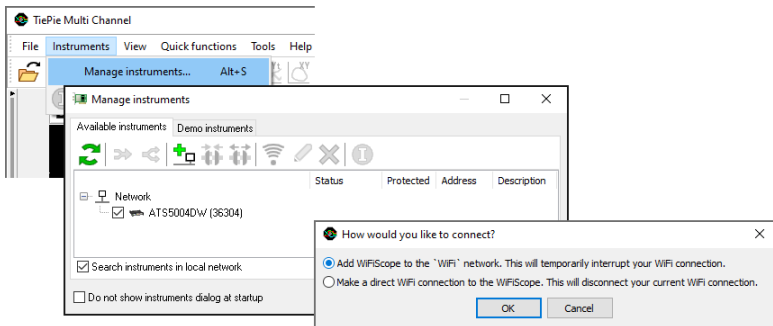 TiePie Multi Channel
File Instruments View Quick functions Tools Help
Manage instruments... Alt+S
Manage instruments
Available instruments Demo instruments
Status Protected Address Description
Network
ATS5004DW (36304)
Search instruments in local network
Do not show instruments dialog at startup
How would you like to connect?
Add WiFiScope to the `WiFi` network. This will temporarily interrupt your WiFi connection.
Make a direct WiFi connection to the WiFiScope. This will disconnect your current WiFi connection.
OK Cancel